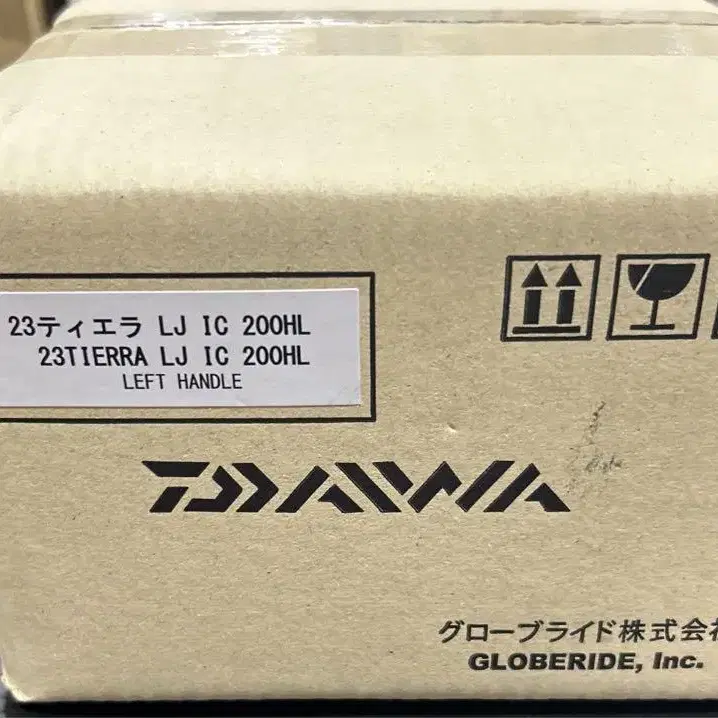 23ティエラ LJ IC 200HL
23TIERRA LJ IC 200HL
LEFT HANDLE
DAIWA
グローブライド株式会社
GLOBERIDE, Inc.